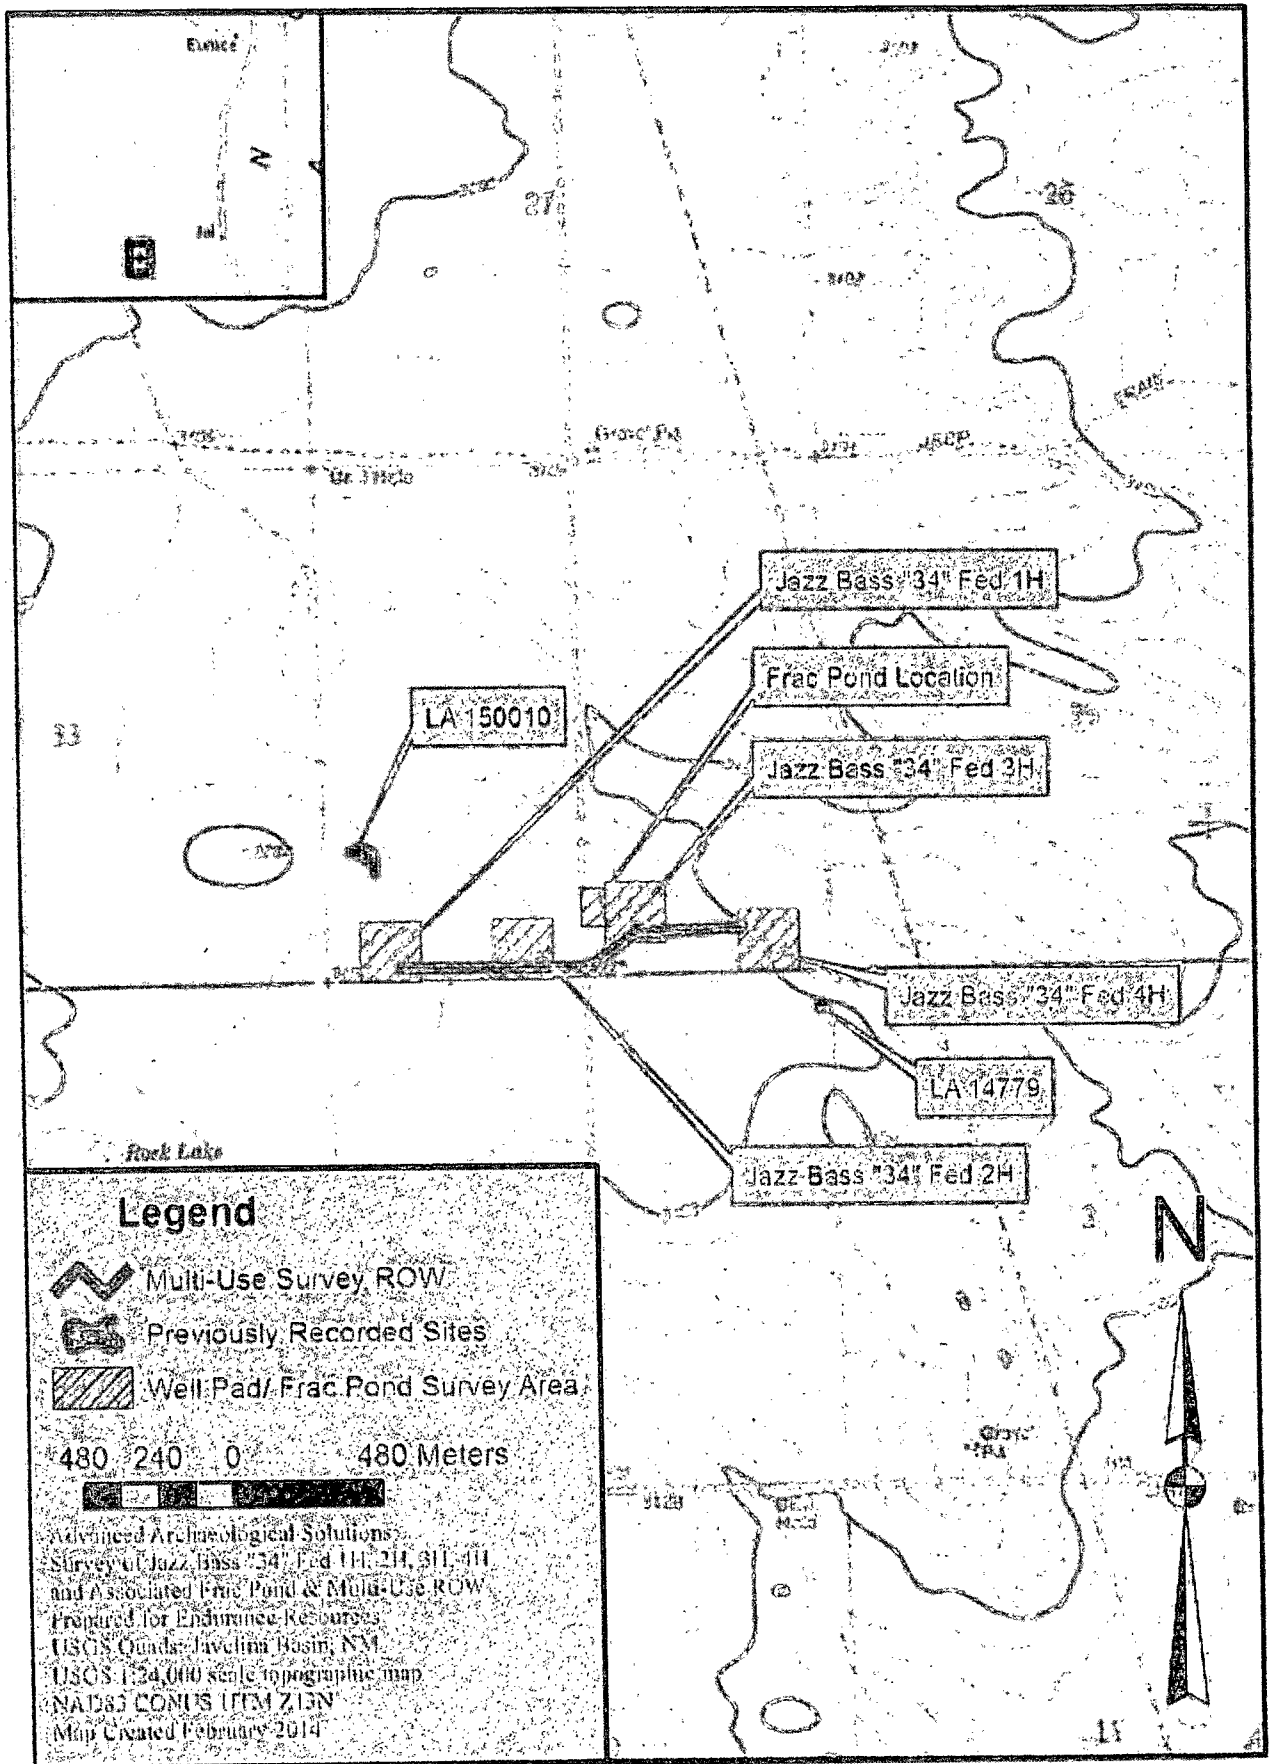 Eunice
N
Jal
27
26
Gravel Pit
Drill Hole
33
35
Jazz Bass "34" Fed 1H
Frac Pond Location
LA 150010
Jazz Bass "34" Fed 3H
Jazz Bass "34" Fed 4H
LA 14779
Jazz Bass "34" Fed 2H
Rock Lake
Legend
Multi-Use Survey ROW
Previously Recorded Sites
Well Pad/ Frac Pond Survey Area
480 240 0 480 Meters
Advanced Archaeological Solutions
Survey of Jazz Bass "34" Fed 1H, 2H, 3H, 4H
and Associated Frac Pond & Multi-Use ROW
Prepared for Endurance Resources
USGS Quads: Javelina Basin, NM
USGS 1:24,000 scale topographic map
NAD83 CONUS UTM Z13N
Map Created February 2014
N